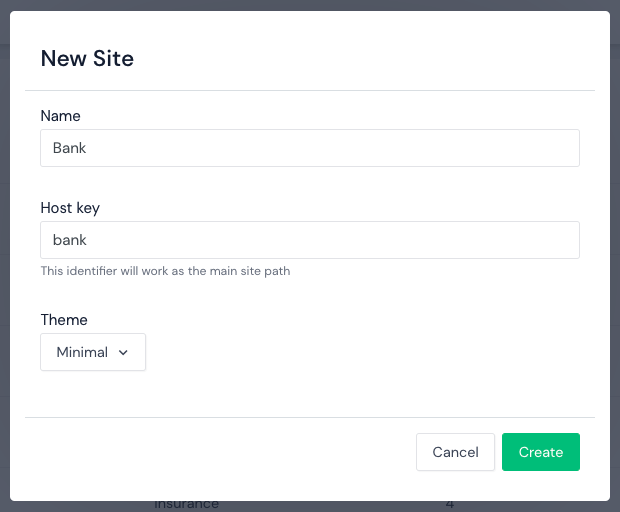 New Site
Name
Bank
Host key
bank
This identifier will work as the main site path
Theme
Minimal
Cancel
Create
Insurance
4